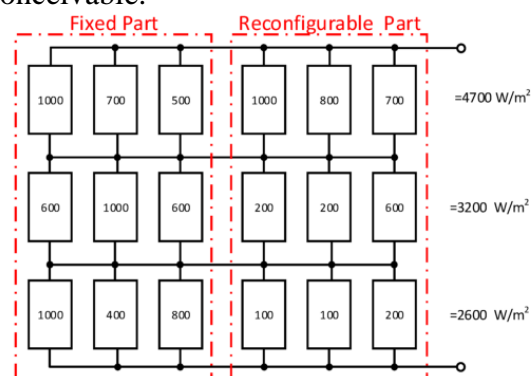 onceivable.
Fixed Part Reconfigurable Part
1000 700 500 1000 800 700 =4700 W/m²
600 1000 600 200 200 600 =3200 W/m²
1000 400 800 100 100 200 =2600 W/m²